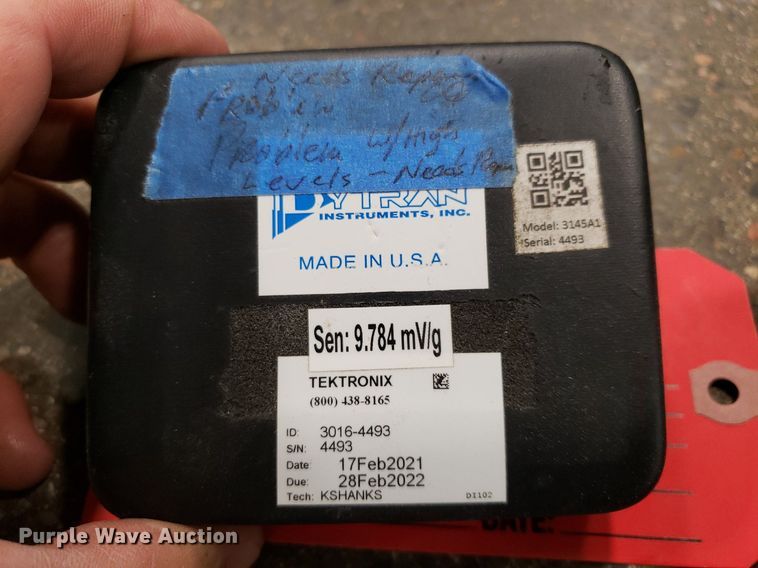 Needs Repair
Problem
Problem w/High
Levels - Needs Repair
DYTRAN
INSTRUMENTS, INC.
MADE IN U.S.A.
Model: 3145A1
Serial: 4493
Sen: 9.784 mV/g
TEKTRONIX
(800) 438-8165
ID: 3016-4493
S/N: 4493
Date: 17Feb2021
Due: 28Feb2022
Tech: KSHANKS DI102
DATE:
Purple Wave Auction